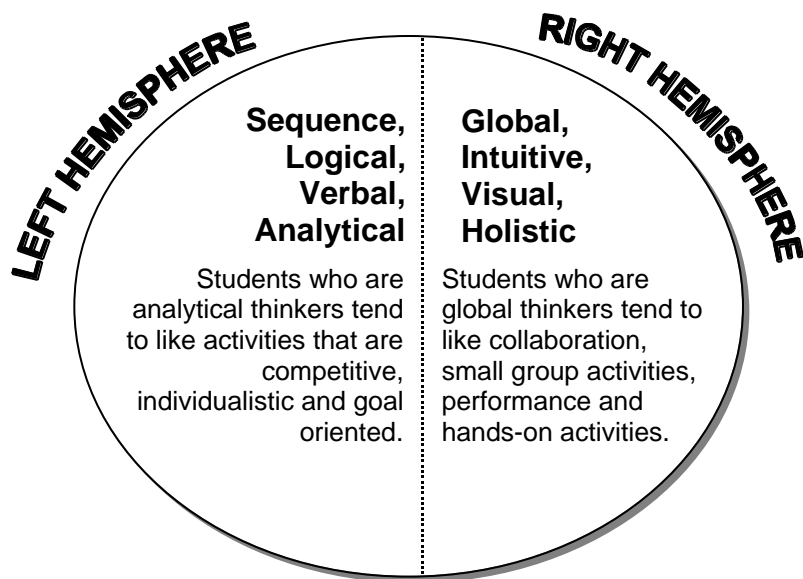 LEFT HEMISPHERE
Sequence,
Logical,
Verbal,
Analytical
Students who are
analytical thinkers tend
to like activities that are
competitive,
individualistic and goal
oriented.
RIGHT HEMISPHERE
Global,
Intuitive,
Visual,
Holistic
Students who are
global thinkers tend to
like collaboration,
small group activities,
performance and
hands-on activities.